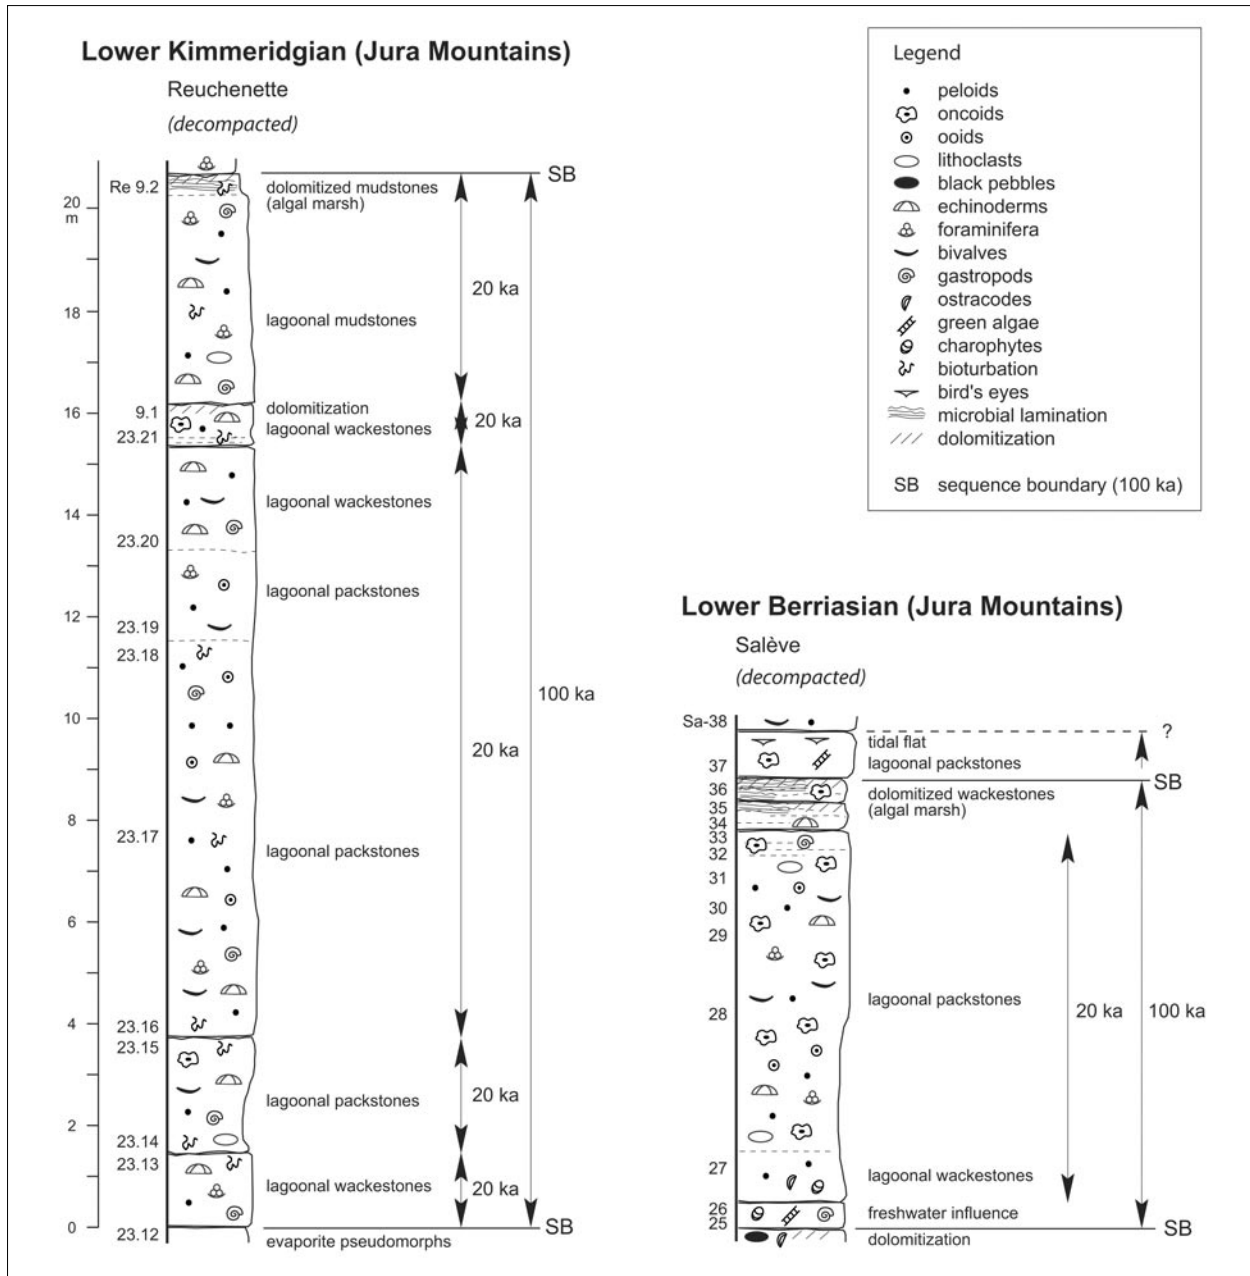 Lower Kimmeridgian (Jura Mountains)
Reuchenette
(decompacted)
Re 9.2
SB
dolomitized mudstones
(algal marsh)
20
m
20 ka
18
lagoonal mudstones
16
9.1
dolomitization
20 ka
23.21
lagoonal wackestones
lagoonal wackestones
14
23.20
lagoonal packstones
12
23.19
23.18
10
100 ka
20 ka
8
23.17
lagoonal packstones
6
4
23.16
23.15
20 ka
lagoonal packstones
2
23.14
23.13
lagoonal wackestones
20 ka
0
23.12
SB
evaporite pseudomorphs
Legend
peloids
oncoids
ooids
lithoclasts
black pebbles
echinoderms
foraminifera
bivalves
gastropods
ostracodes
green algae
charophytes
bioturbation
bird's eyes
microbial lamination
dolomitization
SB sequence boundary (100 ka)
Lower Berriasian (Jura Mountains)
Salève
(decompacted)
Sa-38
?
tidal flat
37
lagoonal packstones
SB
36
dolomitized wackestones
(algal marsh)
35
34
33
32
31
30
29
28
lagoonal packstones
20 ka
100 ka
27
lagoonal wackestones
26
freshwater influence
25
SB
dolomitization